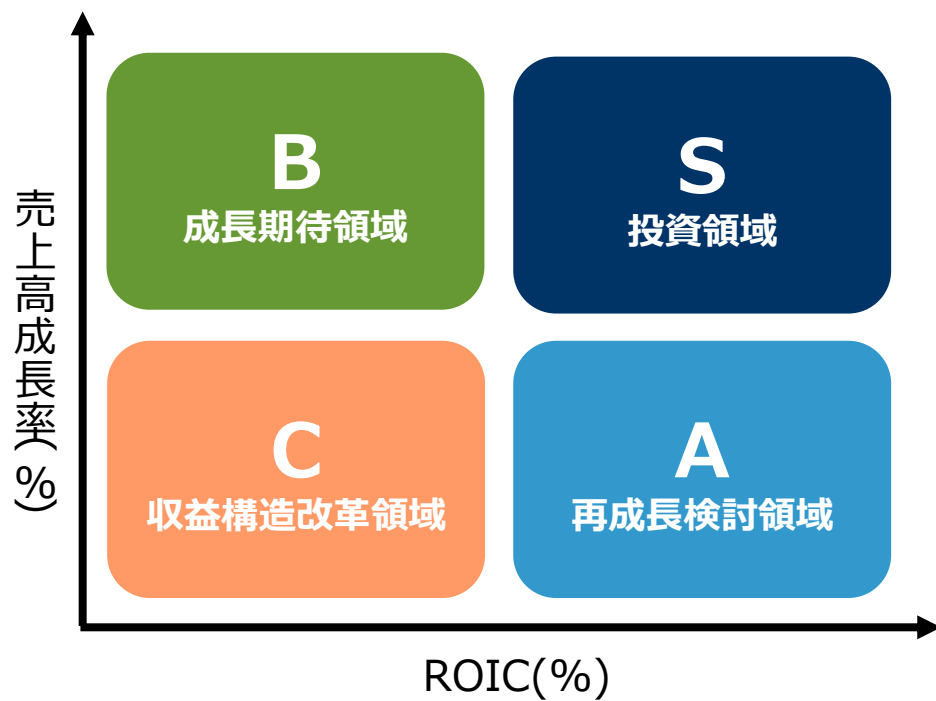 売上高成長率(%)
B
成長期待領域
S
投資領域
C
収益構造改革領域
A
再成長検討領域
ROIC(%)